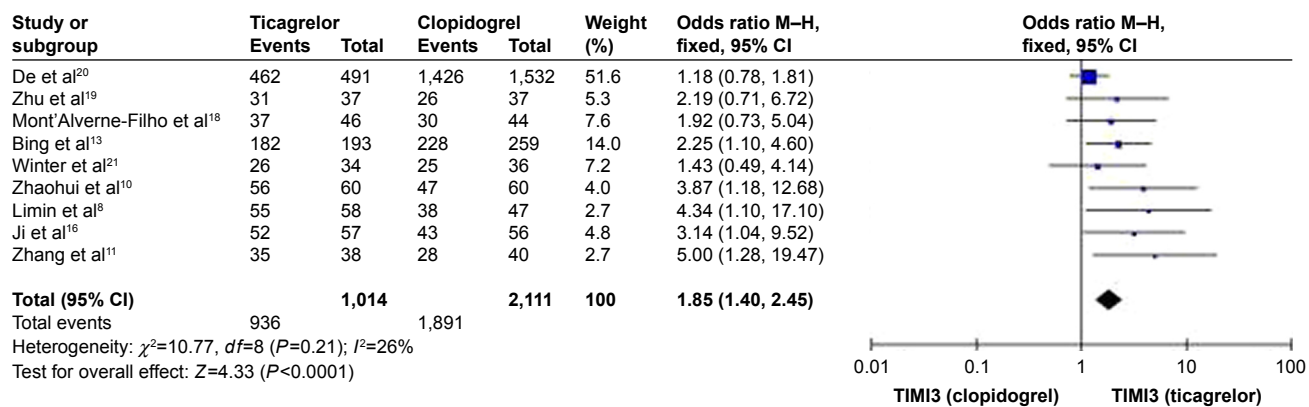 Study or subgroup Ticagrelor Clopidogrel Weight (%) Odds ratio M–H, fixed, 95% CI Odds ratio M–H, fixed, 95% CI
Events Total Events Total
De et al20 462 491 1,426 1,532 51.6 1.18 (0.78, 1.81)
Zhu et al19 31 37 26 37 5.3 2.19 (0.71, 6.72)
Mont'Alverne-Filho et al18 37 46 30 44 7.6 1.92 (0.73, 5.04)
Bing et al13 182 193 228 259 14.0 2.25 (1.10, 4.60)
Winter et al21 26 34 25 36 7.2 1.43 (0.49, 4.14)
Zhaohui et al10 56 60 47 60 4.0 3.87 (1.18, 12.68)
Limin et al8 55 58 38 47 2.7 4.34 (1.10, 17.10)
Ji et al16 52 57 43 56 4.8 3.14 (1.04, 9.52)
Zhang et al11 35 38 28 40 2.7 5.00 (1.28, 19.47)
Total (95% CI) 1,014 2,111 100 1.85 (1.40, 2.45)
Total events 936 1,891
Heterogeneity: χ2=10.77, df=8 (P=0.21); I2=26%
Test for overall effect: Z=4.33 (P<0.0001)
0.01 0.1 1 10 100
TIMI3 (clopidogrel) TIMI3 (ticagrelor)